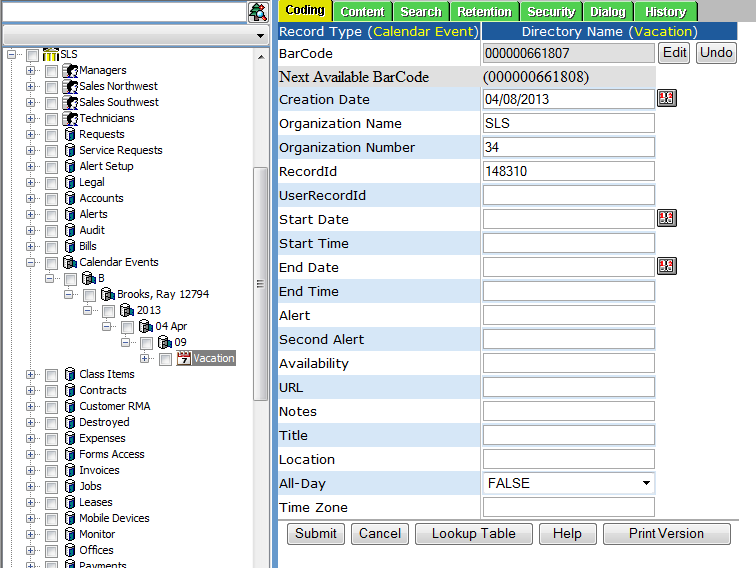 SLS
Managers
Sales Northwest
Sales Southwest
Technicians
Requests
Service Requests
Alert Setup
Legal
Accounts
Alerts
Audit
Bills
Calendar Events
B
Brooks, Ray 12794
2013
04 Apr
09
7 Vacation
Class Items
Contracts
Customer RMA
Destroyed
Expenses
Forms Access
Invoices
Jobs
Leases
Mobile Devices
Monitor
Offices
Payments
Coding Content Search Retention Security Dialog History
Record Type (Calendar Event) Directory Name (Vacation)
BarCode 000000661807 Edit Undo
Next Available BarCode (000000661808)
Creation Date 04/08/2013
Organization Name SLS
Organization Number 34
RecordId 148310
UserRecordId
Start Date
Start Time
End Date
End Time
Alert
Second Alert
Availability
URL
Notes
Title
Location
All-Day FALSE
Time Zone
Submit Cancel Lookup Table Help Print Version